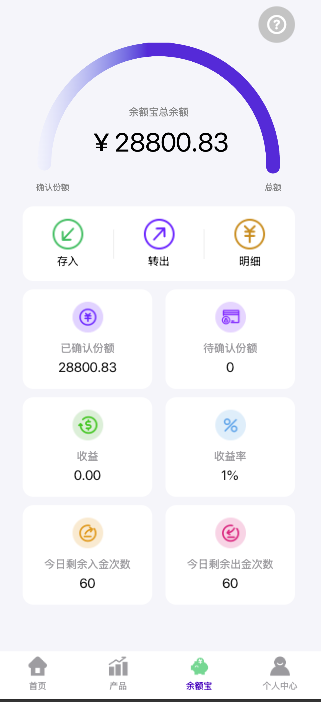 余额宝总余额
¥ 28800.83
确认份额
总额
存入
转出
明细
已确认份额
28800.83
待确认份额
0
收益
0.00
收益率
1%
今日剩余入金次数
60
今日剩余出金次数
60
首页
产品
余额宝
个人中心